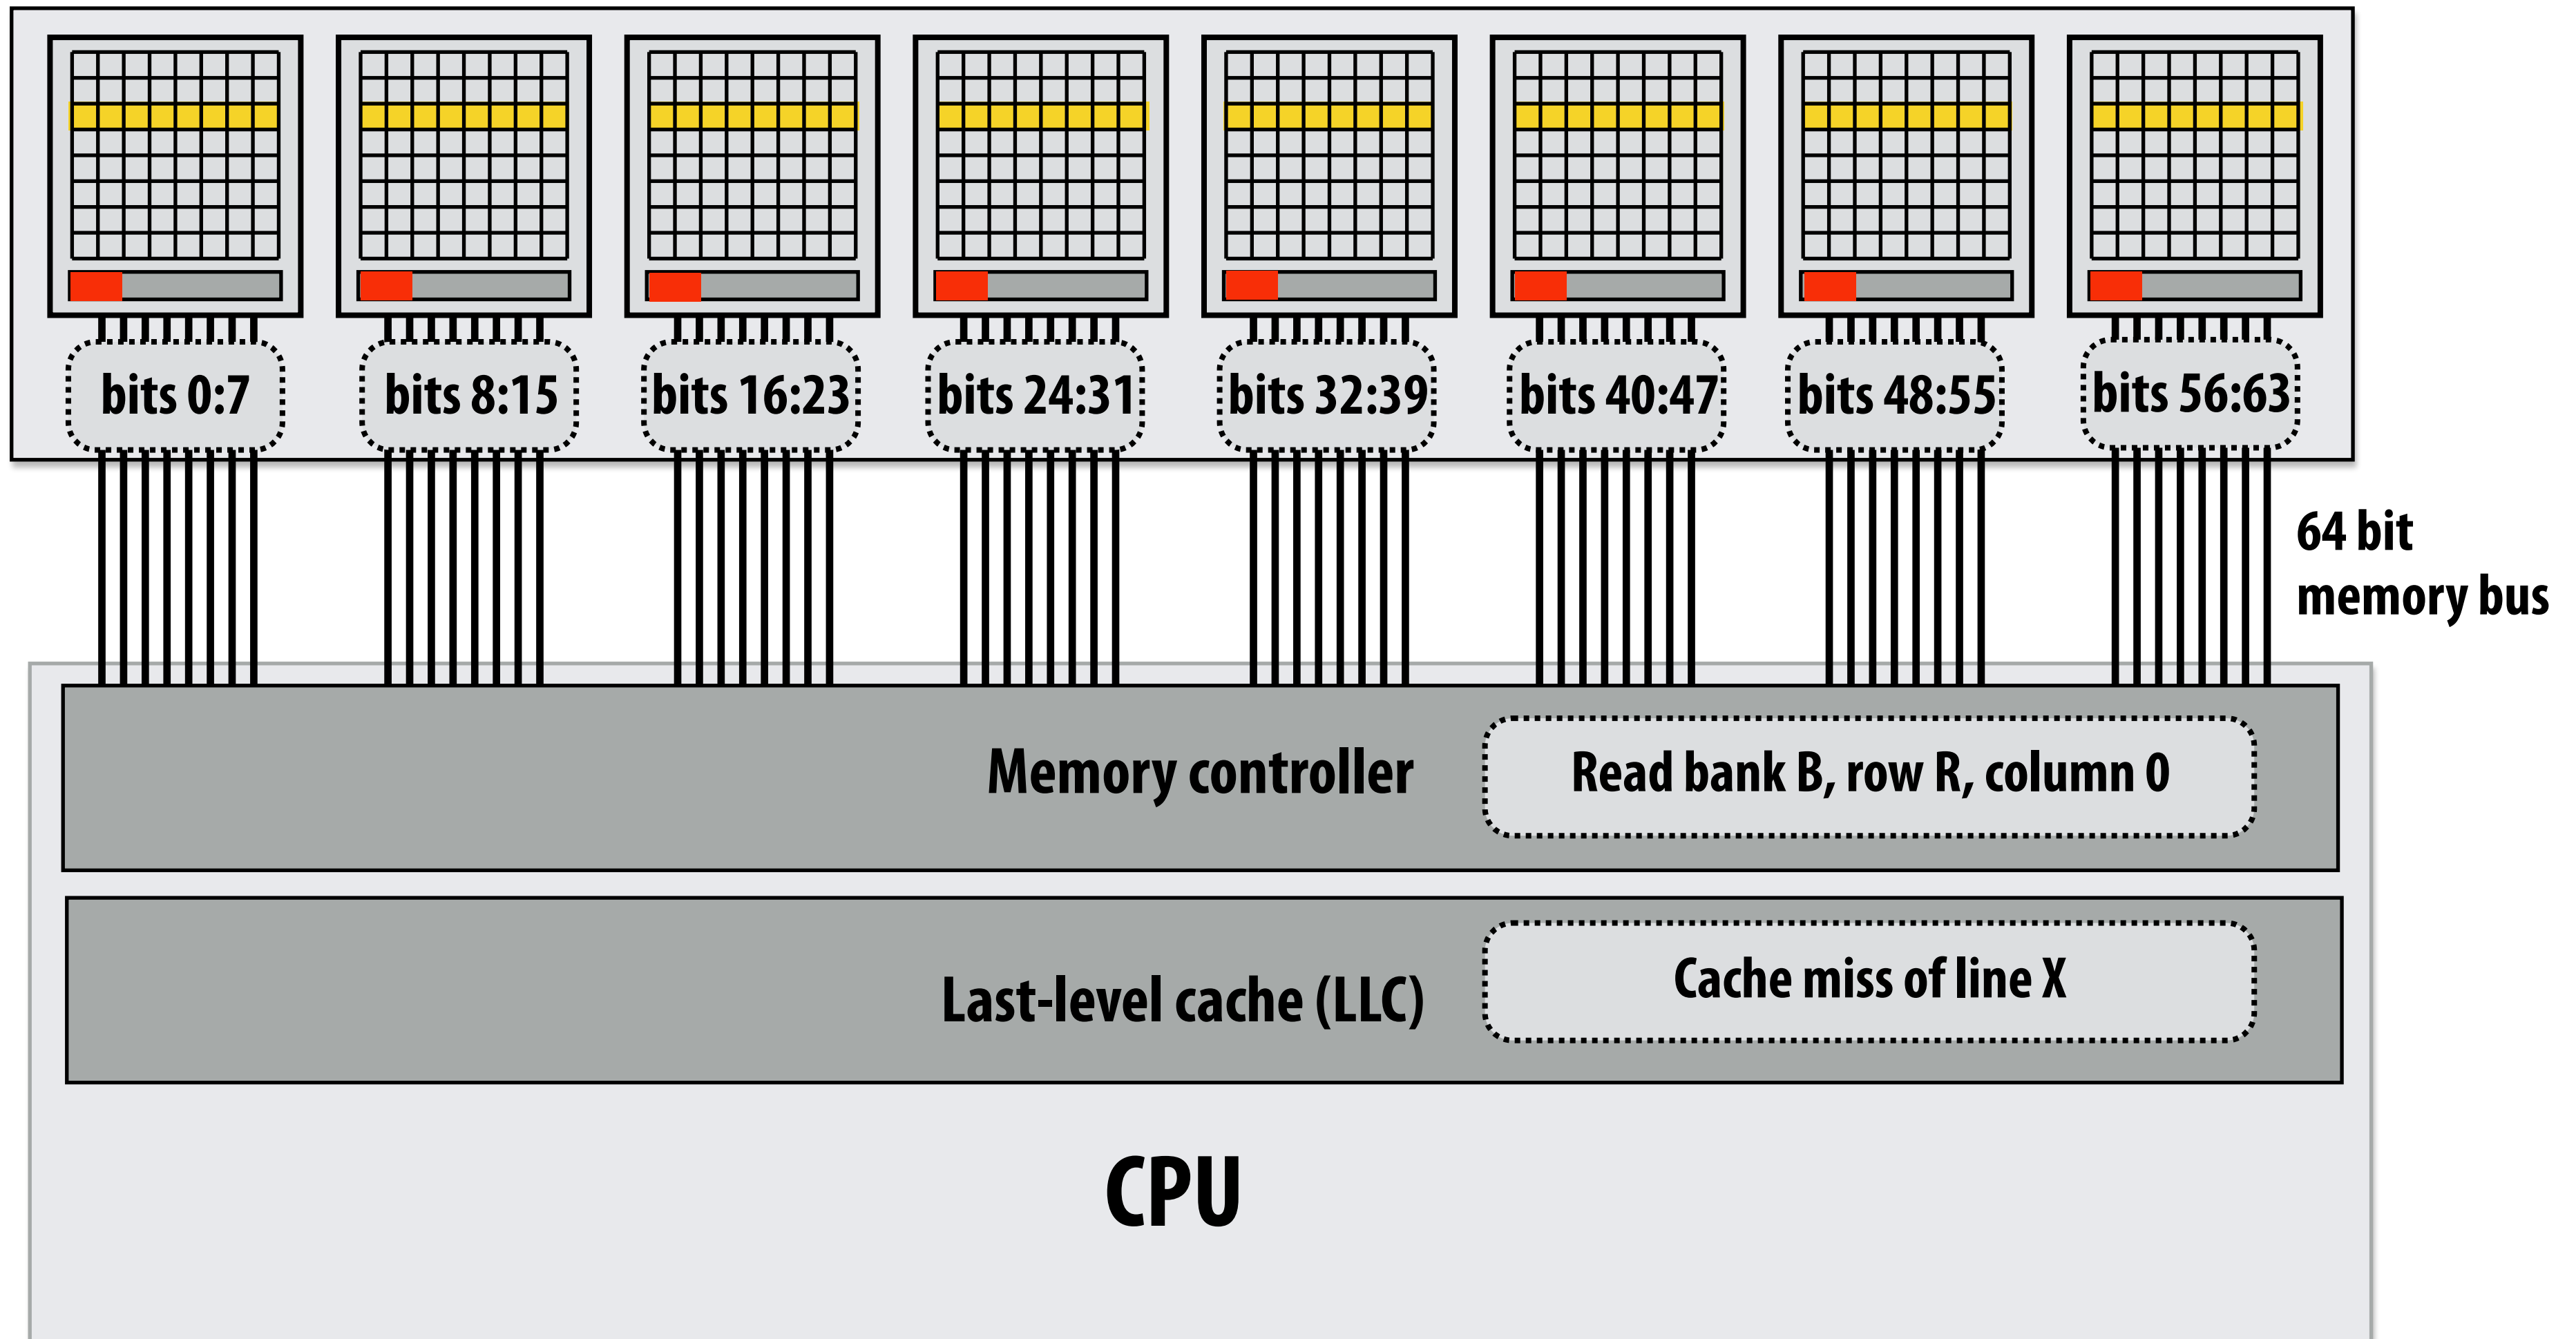 bits 0:7
bits 8:15
bits 16:23
bits 24:31
bits 32:39
bits 40:47
bits 48:55
bits 56:63
64 bit
memory bus
Memory controller
Read bank B, row R, column 0
Last-level cache (LLC)
Cache miss of line X
CPU